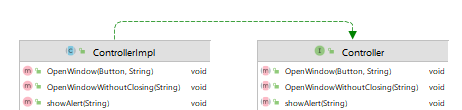 ControllerImpl
OpenWindow(Button, String) void
OpenWindowWithoutClosing(String) void
showAlert(String) void
Controller
OpenWindow(Button, String) void
OpenWindowWithoutClosing(String) void
showAlert(String) void